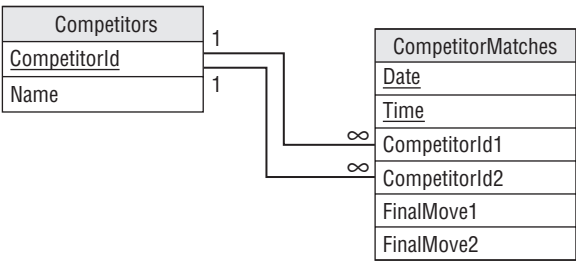 Competitors
CompetitorId
Name
1
1
∞
∞
CompetitorMatches
Date
Time
CompetitorId1
CompetitorId2
FinalMove1
FinalMove2